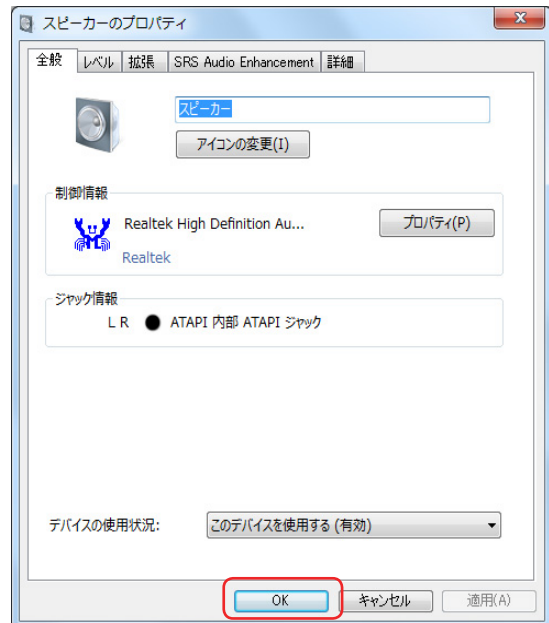 スピーカーのプロパティ
全般 レベル 拡張 SRS Audio Enhancement 詳細
スピーカー
アイコンの変更(I)
制御情報
Realtek High Definition Au...
プロパティ(P)
Realtek
ジャック情報
L R ATAPI 内部 ATAPI ジャック
デバイスの使用状況: このデバイスを使用する (有効)
OK キャンセル 適用(A)